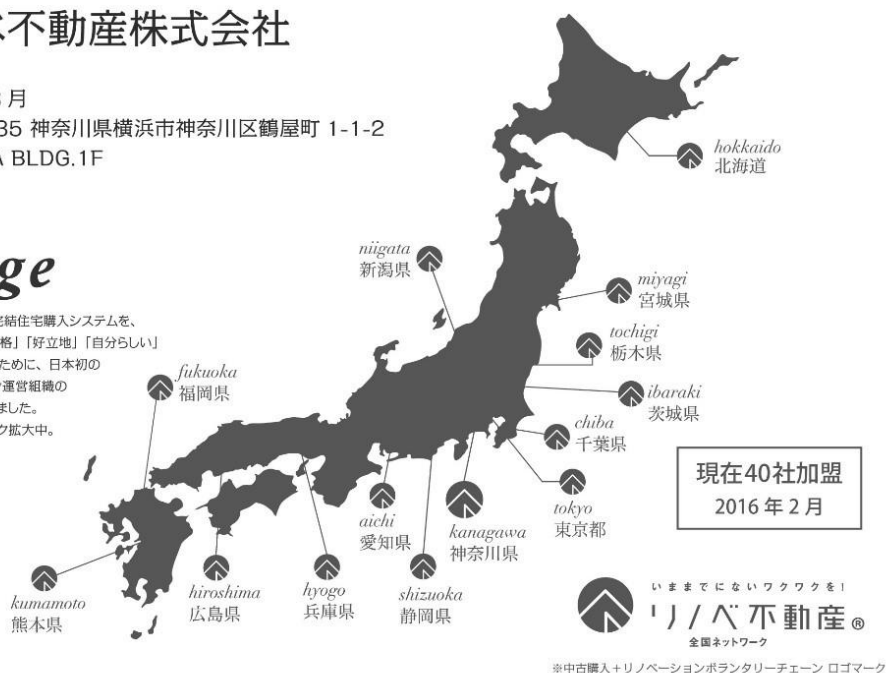 不動産株式会社
月
35 神奈川県横浜市神奈川区鶴屋町 1-1-2
A BLDG.1F
ge
完結住宅購入システムを、
格」「好立地」「自分らしい」
ために、日本初の
運営組織の
ました。
ク拡大中。
hokkaido
北海道
niigata
新潟県
miyagi
宮城県
tochigi
栃木県
fukuoka
福岡県
ibaraki
茨城県
chiba
千葉県
現在40社加盟
2016 年 2 月
tokyo
東京都
aichi
愛知県
kanagawa
神奈川県
kumamoto
熊本県
hiroshima
広島県
hyogo
兵庫県
shizuoka
静岡県
いままでにないワクワクを!
リノベ不動産®
全国ネットワーク
※中古購入+リノベーションボランタリーチェーン ロゴマーク